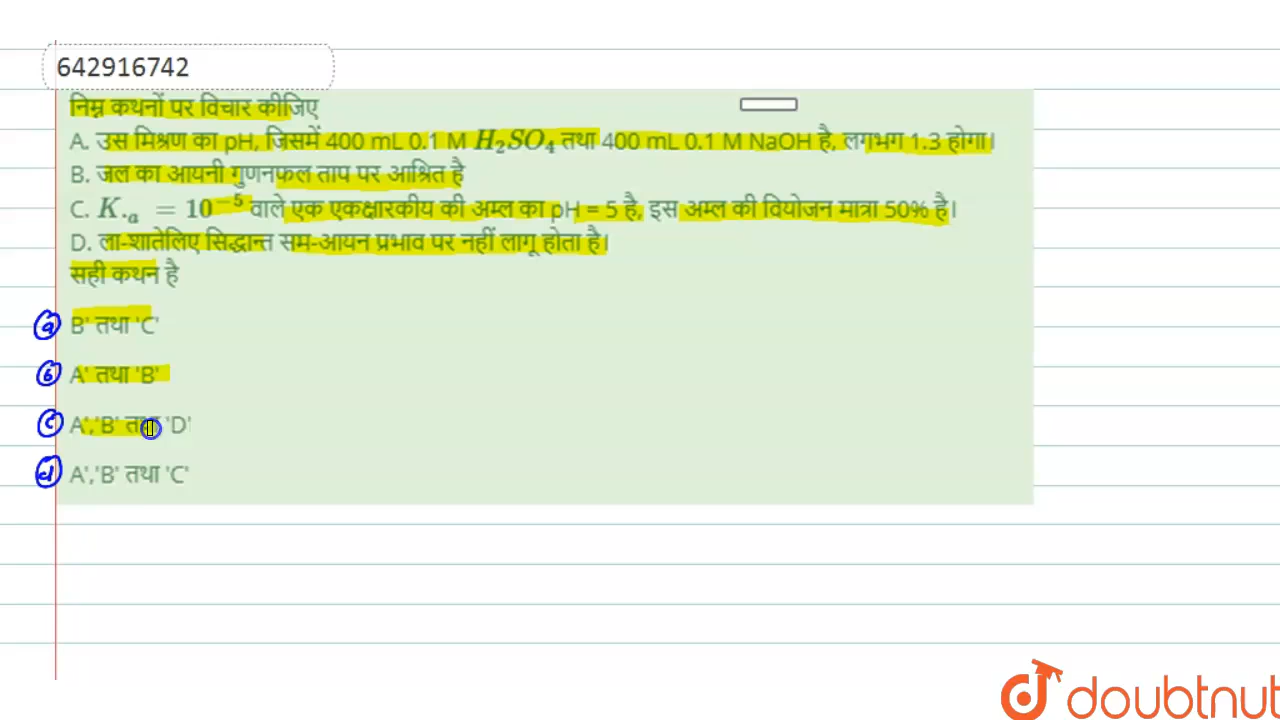 642916742
निम्न कथनों पर विचार कीजिए
A. उस मिश्रण का pH, जिसमें 400 mL 0.1 M H₂SO₄ तथा 400 mL 0.1 M NaOH है, लगभग 1.3 होगा।
B. जल का आयनी गुणनफल ताप पर आश्रित है
C. K.ₐ = 10⁻⁵ वाले एक एकक्षारकीय की अम्ल का pH = 5 है, इस अम्ल की वियोजन मात्रा 50% है।
D. ला-शातेलिए सिद्धान्त सम-आयन प्रभाव पर नहीं लागू होता है।
सही कथन है
a B' तथा 'C'
b A' तथा 'B'
c A','B' तथा 'D'
d A','B' तथा 'C'
doubtnut